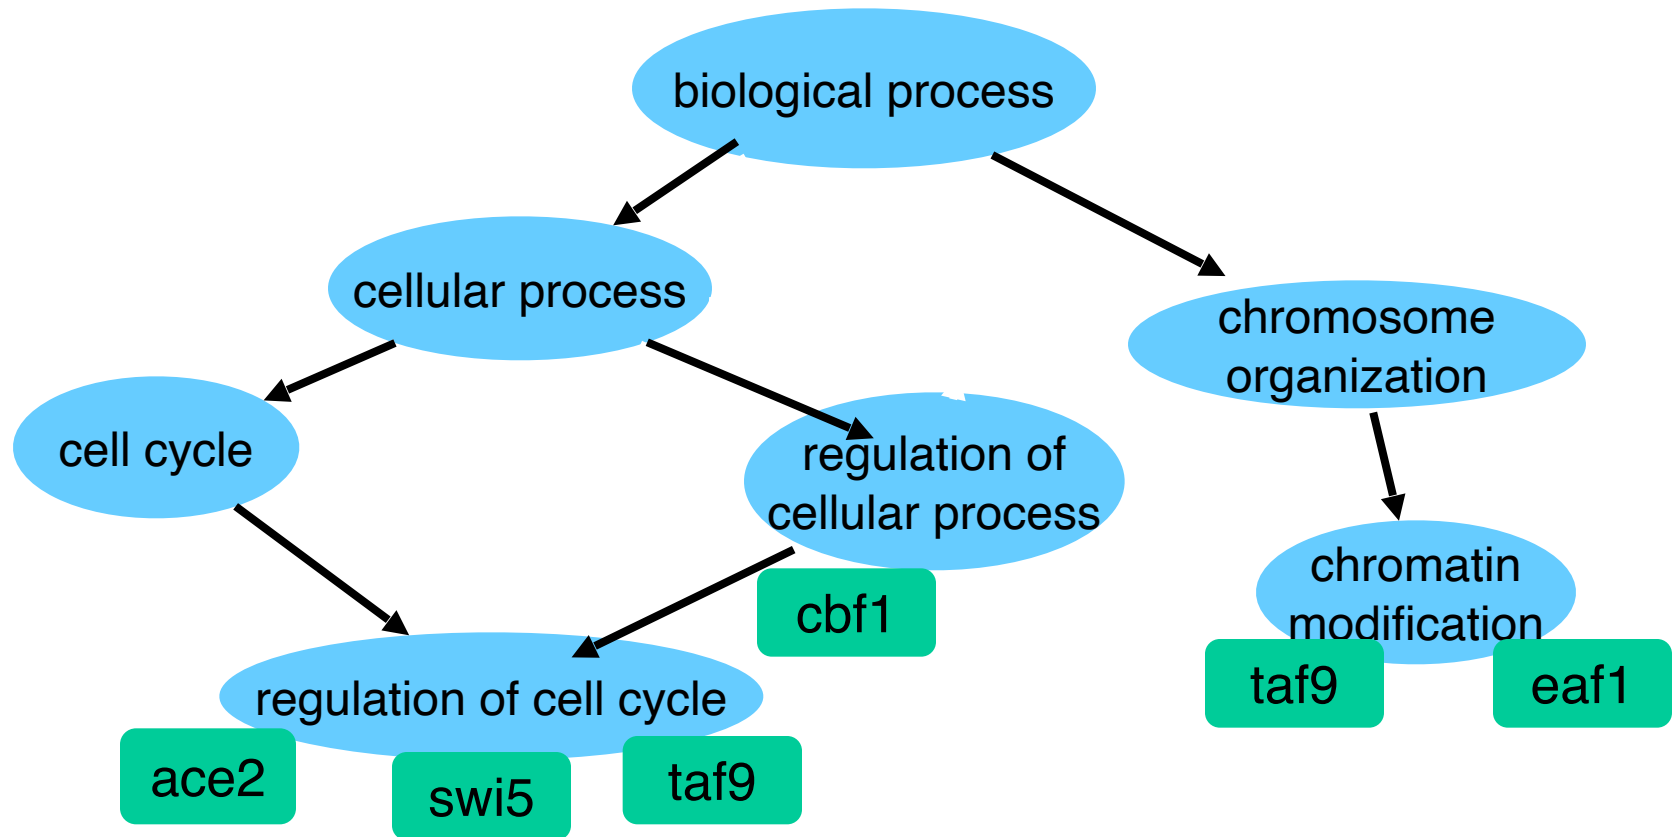 biological process
cellular process
chromosome
organization
cell cycle
regulation of
cellular process
chromatin
modification
cbf1
taf9
eaf1
regulation of cell cycle
ace2
swi5
taf9